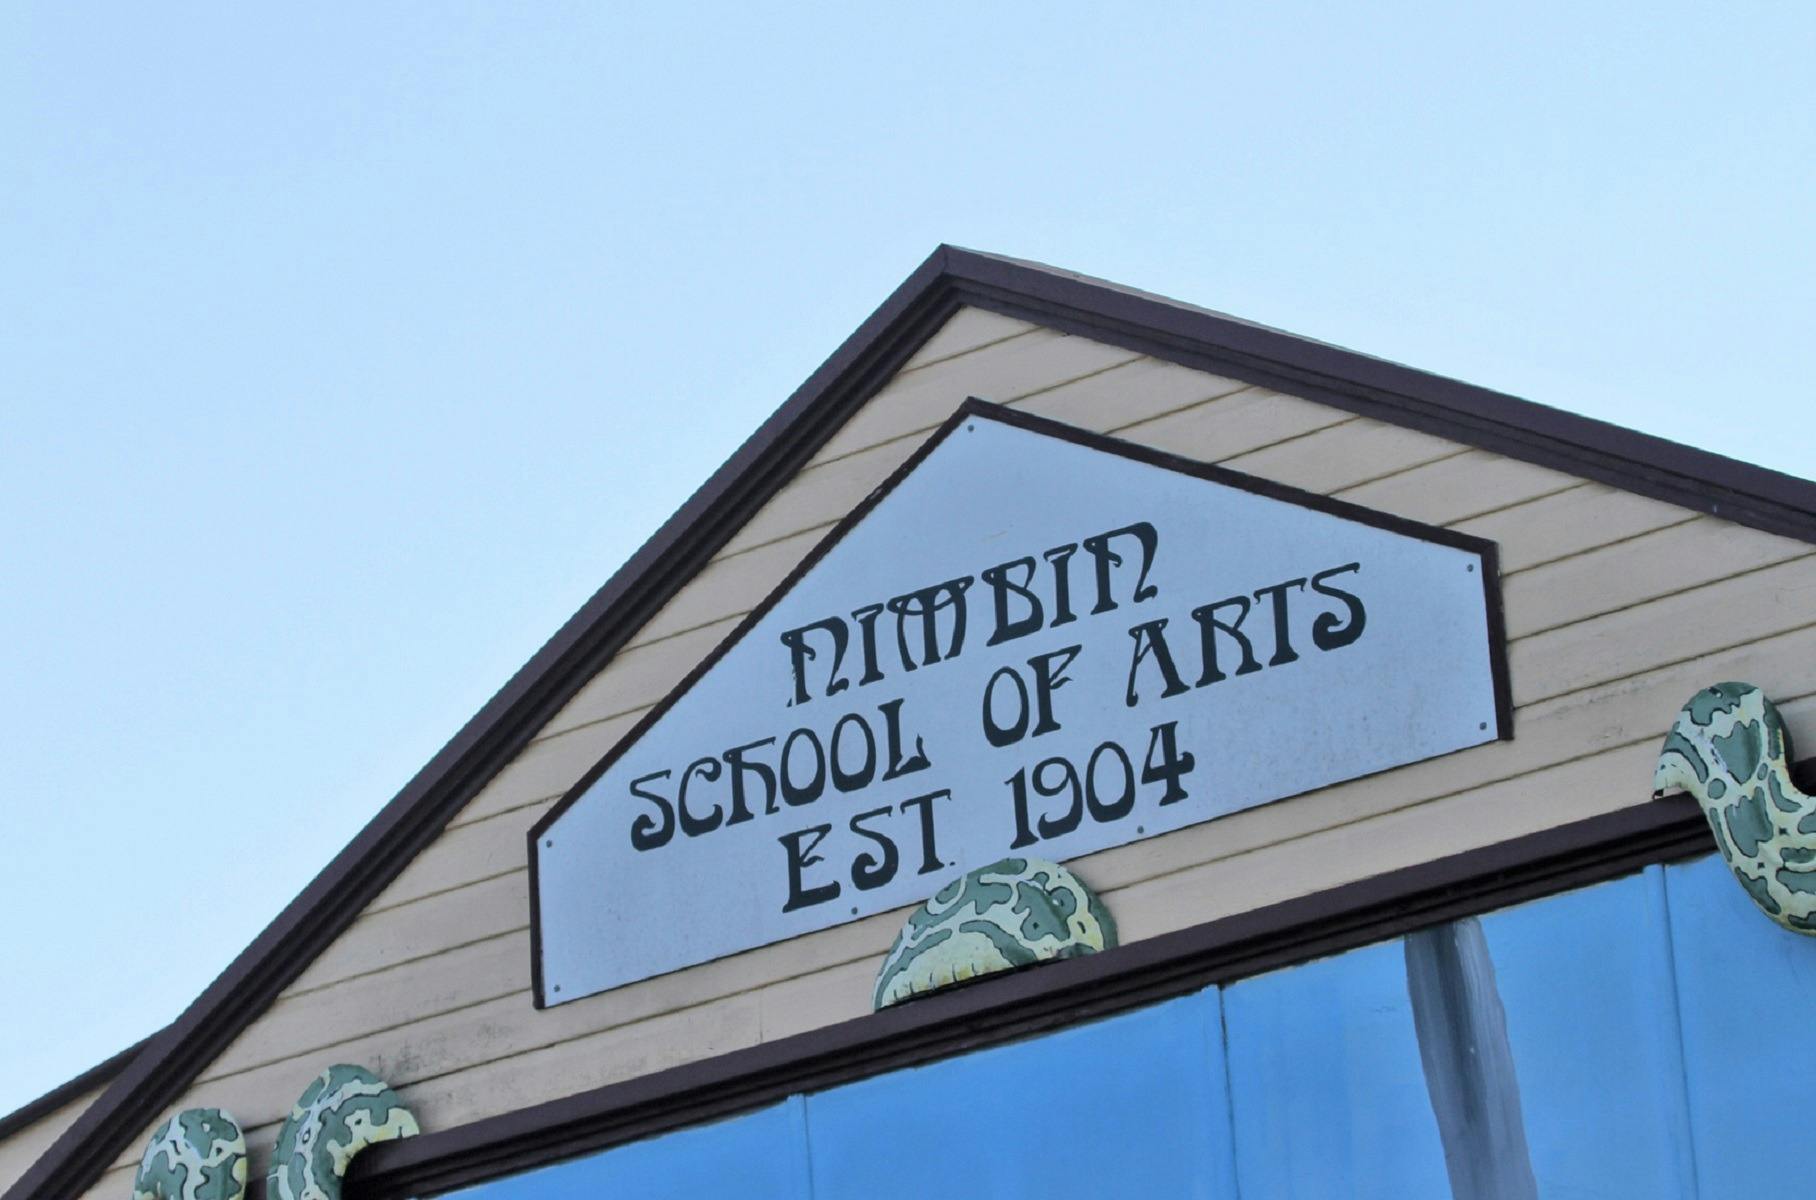 NIMBIN
SCHOOL OF ARTS
EST 1904